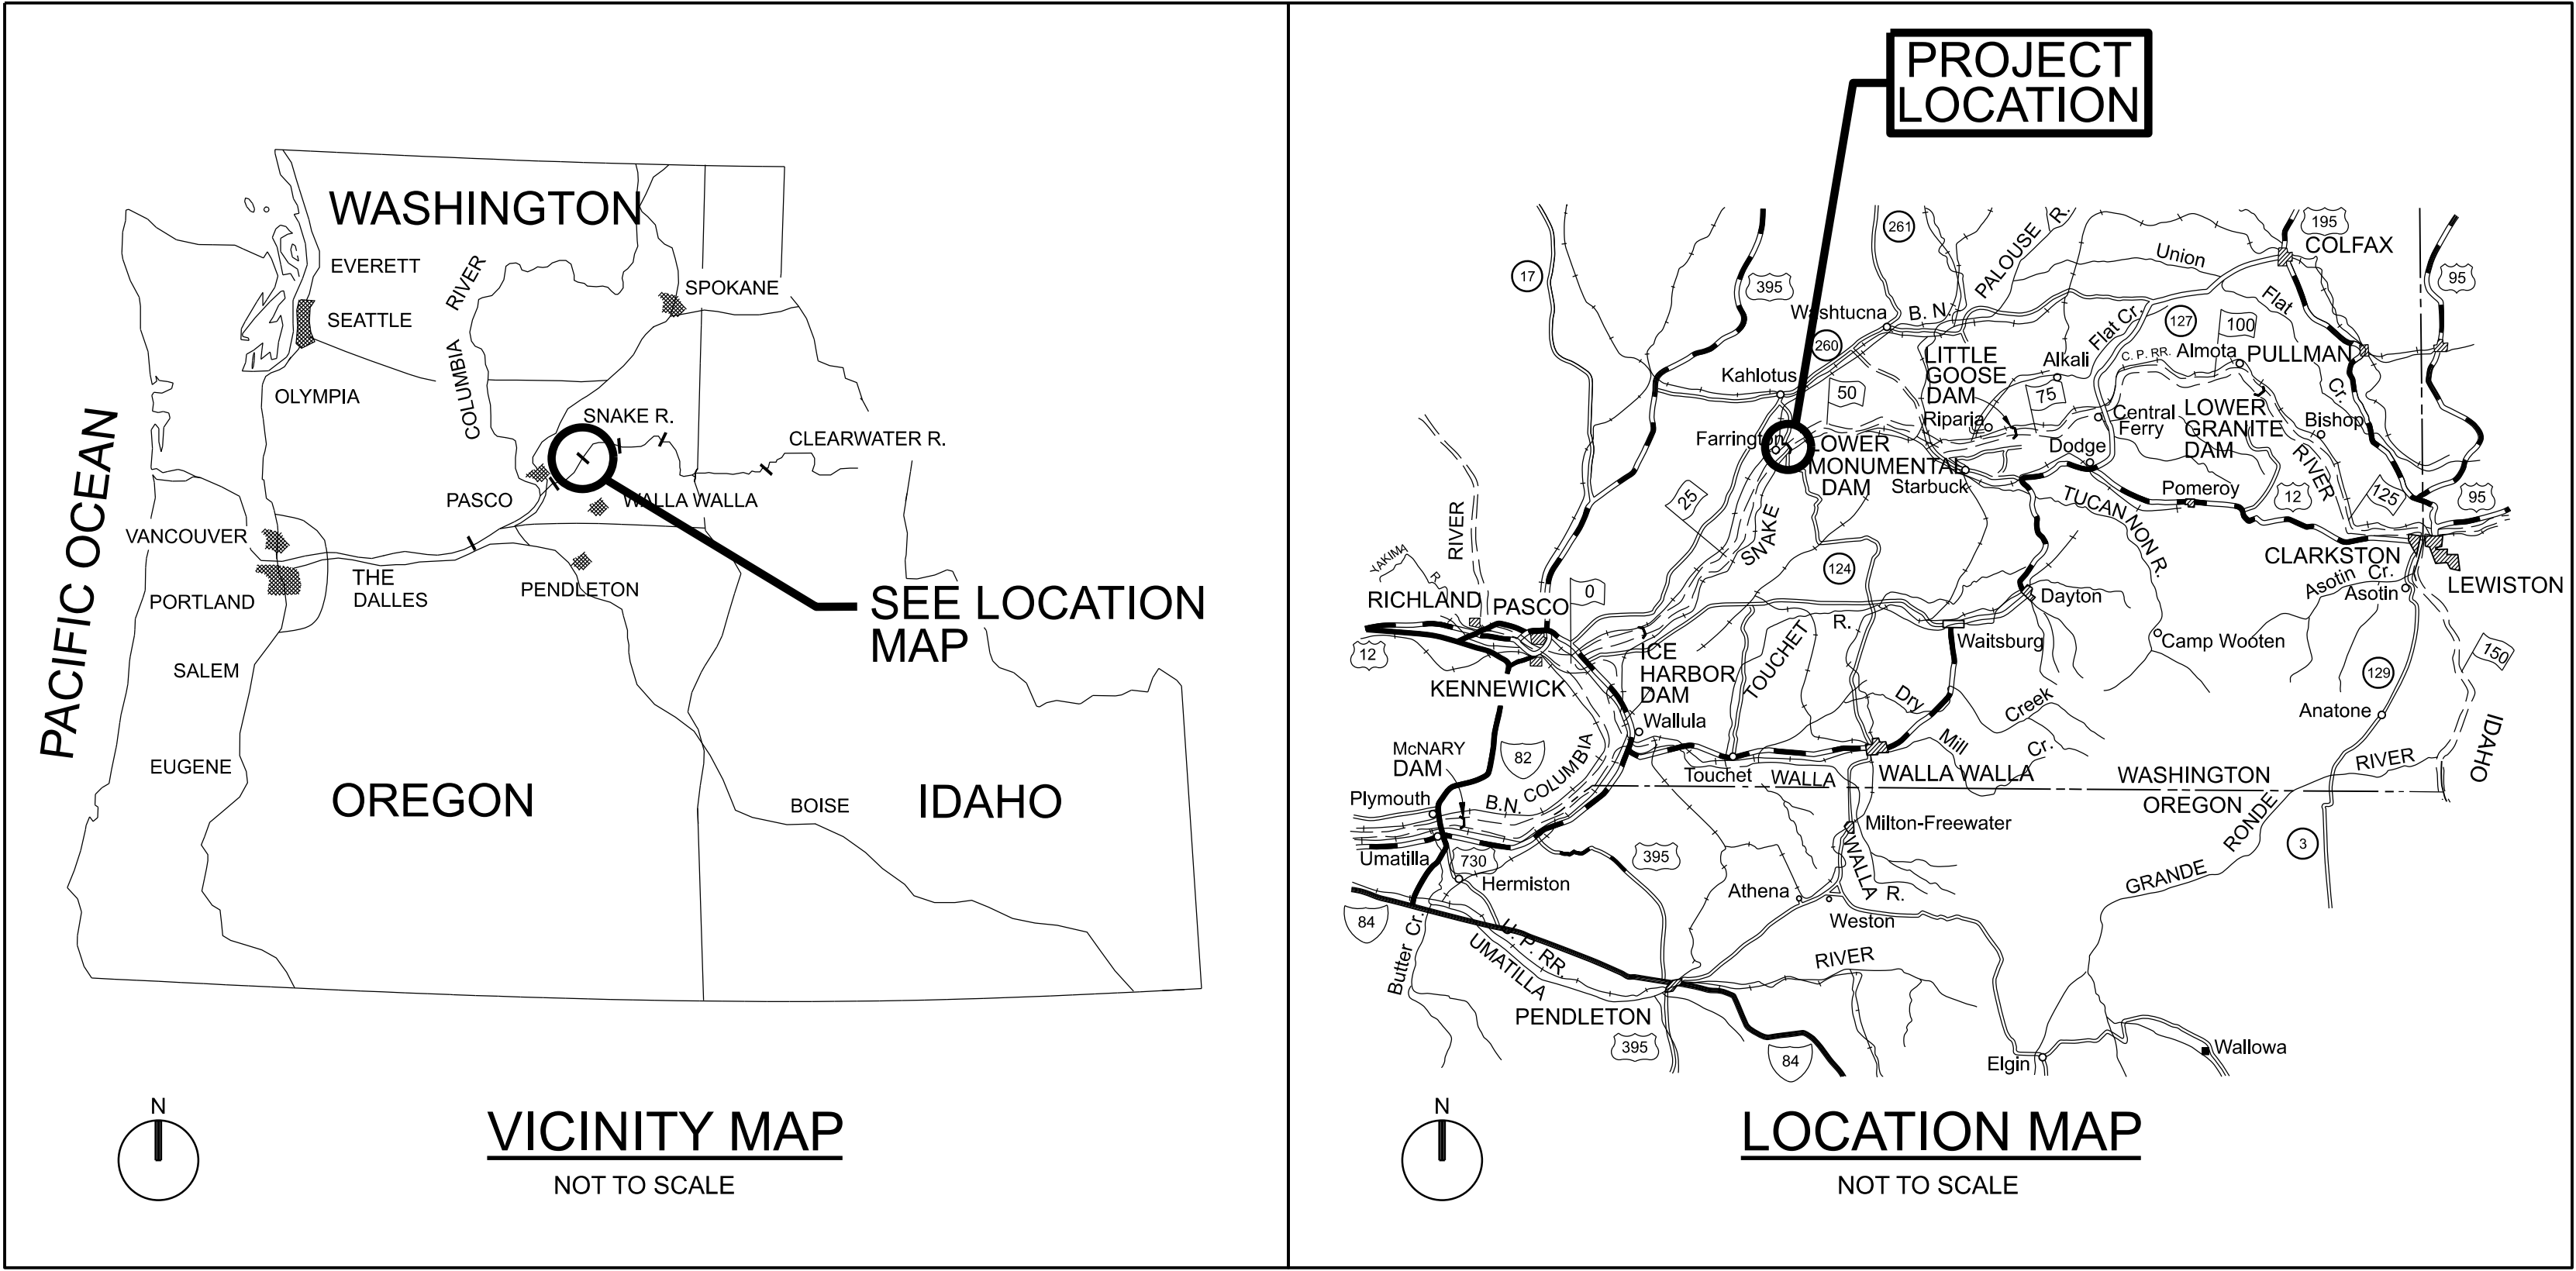 WASHINGTON
EVERETT
SEATTLE
OLYMPIA
COLUMBIA
RIVER
SPOKANE
SNAKE R.
CLEARWATER R.
PASCO
WALLA WALLA
VANCOUVER
PORTLAND
THE
DALLES
PENDLETON
SEE LOCATION
MAP
PACIFIC OCEAN
SALEM
EUGENE
OREGON
BOISE
IDAHO
N
VICINITY MAP
NOT TO SCALE
PROJECT
LOCATION
261
PALOUSE R.
195
COLFAX
Union
17
395
95
Flat
Washtucna
B. N.
Flat Cr.
127
100
260
LITTLE
GOOSE
DAM
Alkali
C. P. RR.
Almota
PULLMAN
Kahlotus
50
75
Cr.
Riparia
Central
Ferry
LOWER
GRANITE
DAM
Bishop
Farrington
LOWER
MONUMENTAL
DAM
Dodge
RIVER
Starbuck
Pomeroy
12
125
95
25
TUCANNON R.
RIVER
SNAKE
YAKIMA
R.
124
CLARKSTON
LEWISTON
Asotin Cr.
Asotin
RICHLAND
PASCO
0
Dayton
R.
Waitsburg
Camp Wooten
12
ICE
HARBOR
DAM
TOUCHET
150
129
KENNEWICK
Dry
Creek
Anatone
Wallula
Mill
Cr.
IDAHO
McNARY
DAM
82
COLUMBIA
Touchet
WALLA
WALLA WALLA
WASHINGTON
OREGON
RIVER
Plymouth
B.N.
RONDE
Milton-Freewater
3
Umatilla
730
395
WALLA
R.
GRANDE
Hermiston
Athena
Weston
84
Butter Cr.
U. P. RR.
UMATILLA
RIVER
PENDLETON
395
84
Elgin
Wallowa
N
LOCATION MAP
NOT TO SCALE